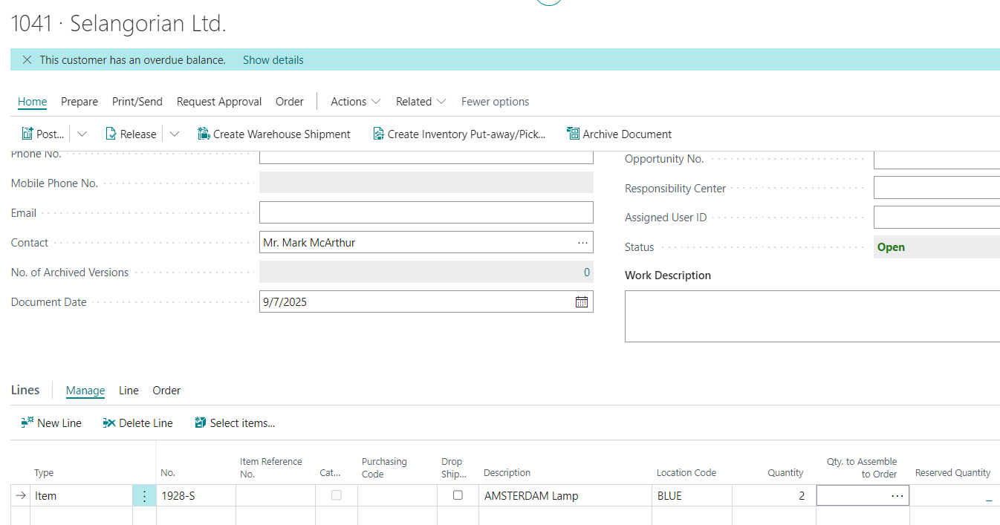 1041 · Selangorian Ltd.
This customer has an overdue balance. Show details
Home Prepare Print/Send Request Approval Order Actions Related Fewer options
Post... Release Create Warehouse Shipment Create Inventory Put-away/Pick... Archive Document
Phone No.
Mobile Phone No.
Email
Contact Mr. Mark McArthur ...
No. of Archived Versions 0
Document Date 9/7/2025
Opportunity No.
Responsibility Center
Assigned User ID
Status Open
Work Description
Lines Manage Line Order
New Line Delete Line Select items...
Type No. Item Reference No. Cat... Purchasing Code Drop Ship... Description Location Code Quantity Qty. to Assemble to Order Reserved Quantity
Item 1928-S AMSTERDAM Lamp BLUE 2 ... _